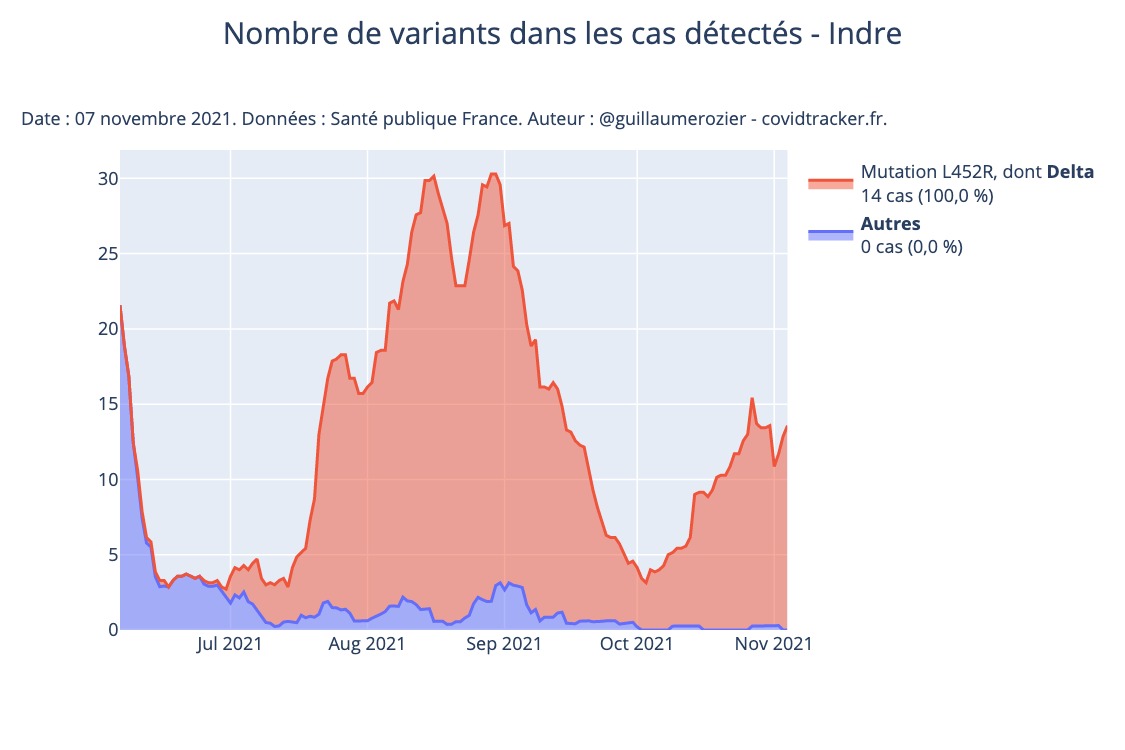 Nombre de variants dans les cas détectés - Indre
Date : 07 novembre 2021. Données : Santé publique France. Auteur : @guillaumerozier - covidtracker.fr.
Mutation L452R, dont Delta
14 cas (100,0 %)
Autres
0 cas (0,0 %)
30
25
20
15
10
5
0
Jul 2021
Aug 2021
Sep 2021
Oct 2021
Nov 2021